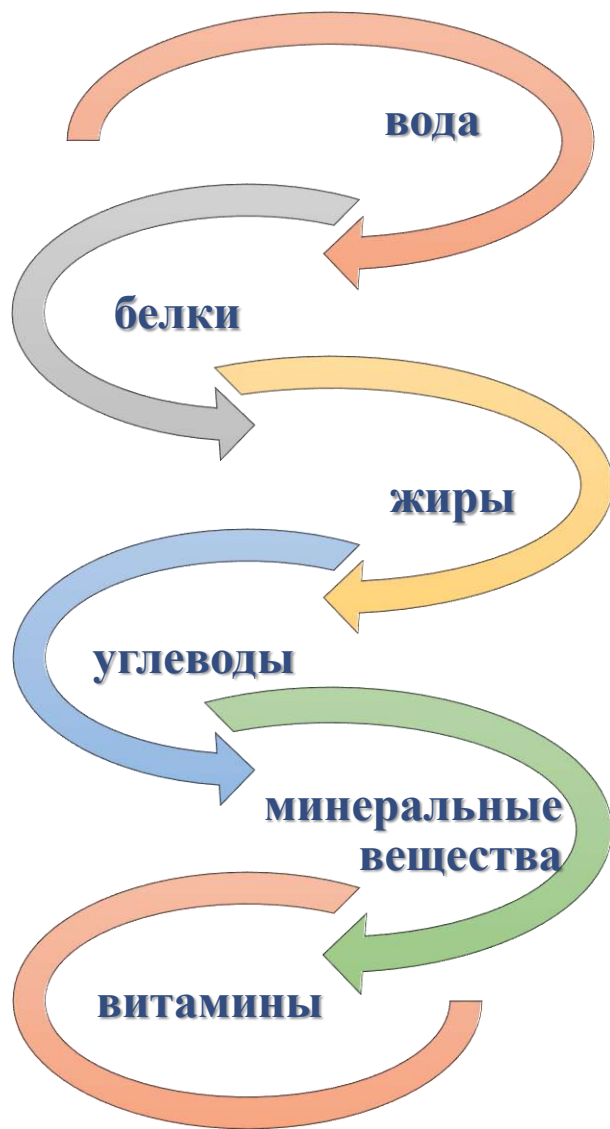 вода
белки
жиры
углеводы
минеральные
вещества
витамины